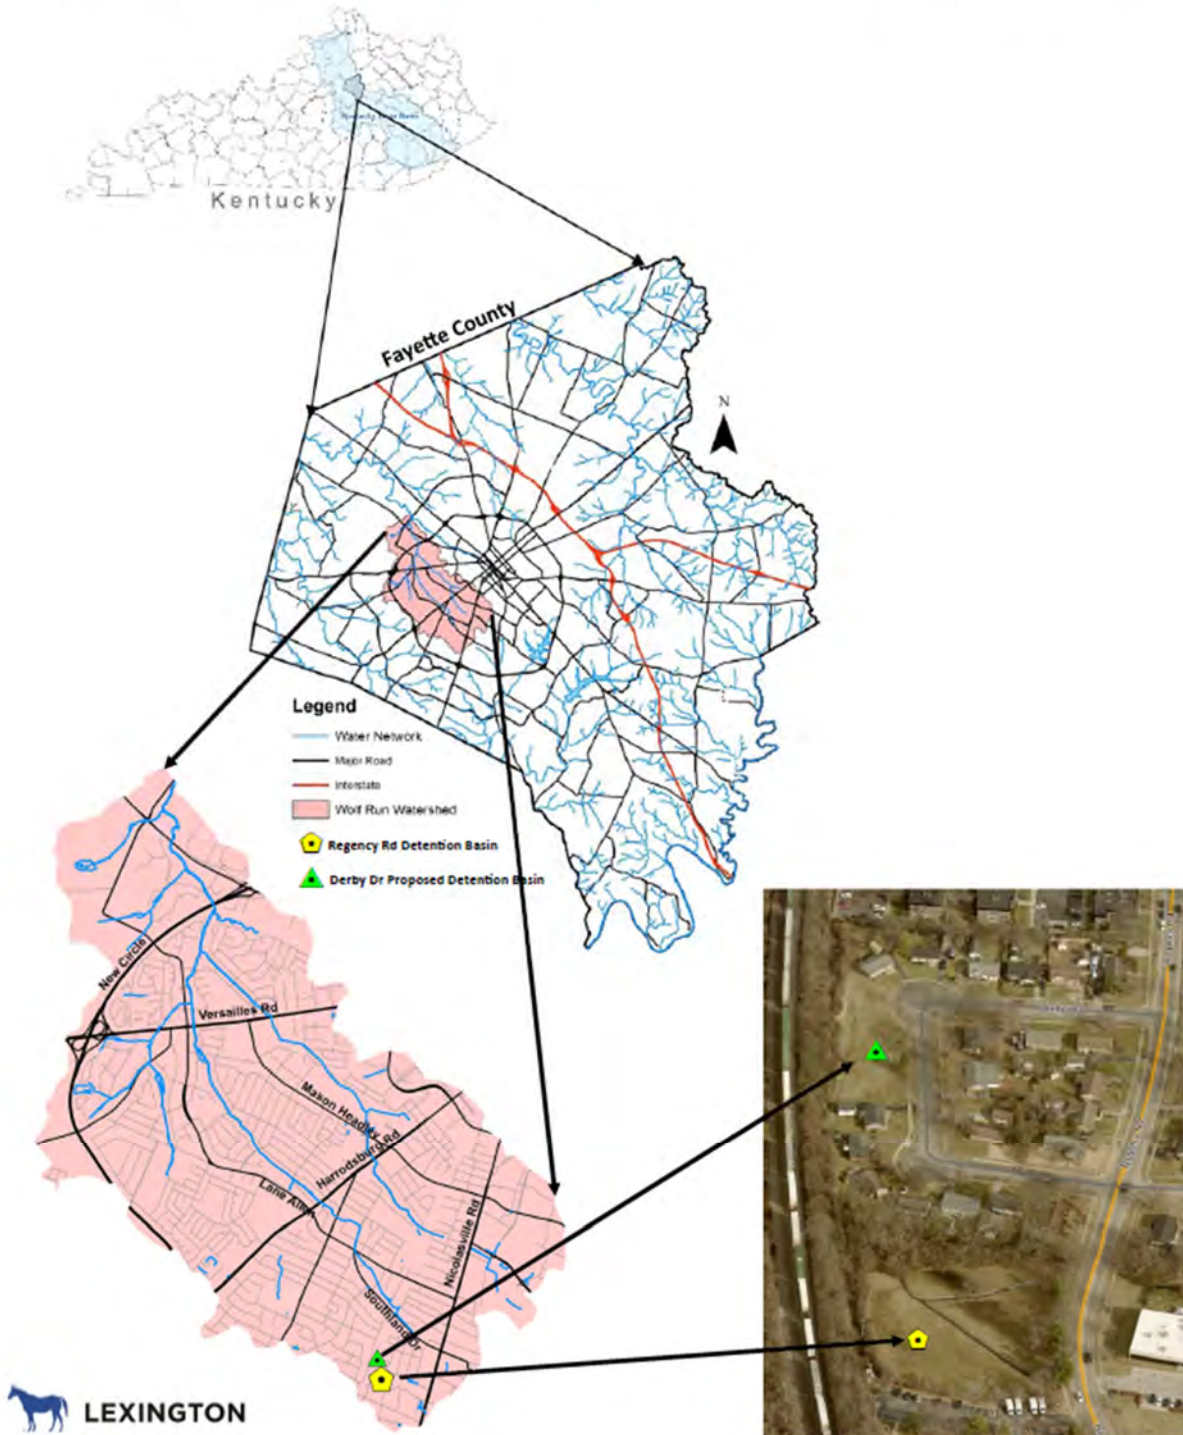 Kentucky
Fayette County
N
Legend
Water Network
Major Road
Interstate
Wolf Run Watershed
Regency Rd Detention Basin
Derby Dr Proposed Detention Basin
New Circle
Versailles Rd
Mason Headley
Harrodsburg Rd
Lane Allen
Nicolasville Rd
Southland Dr
LEXINGTON